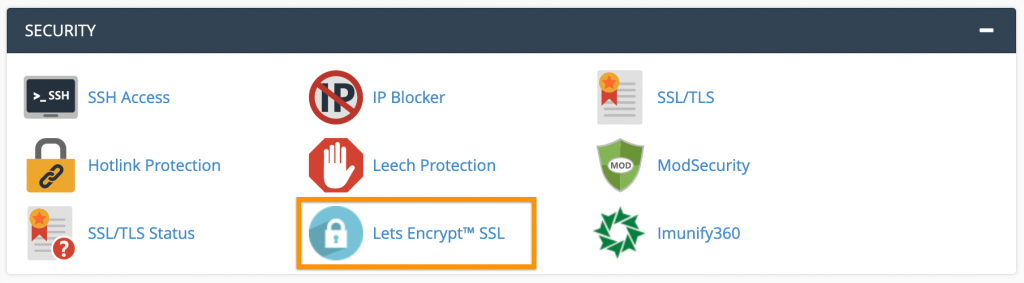 SECURITY
>_ SSH
SSH Access
IP
IP Blocker
SSL/TLS
Hotlink Protection
Leech Protection
MOD
ModSecurity
?
SSL/TLS Status
Lets Encrypt™ SSL
Imunify360